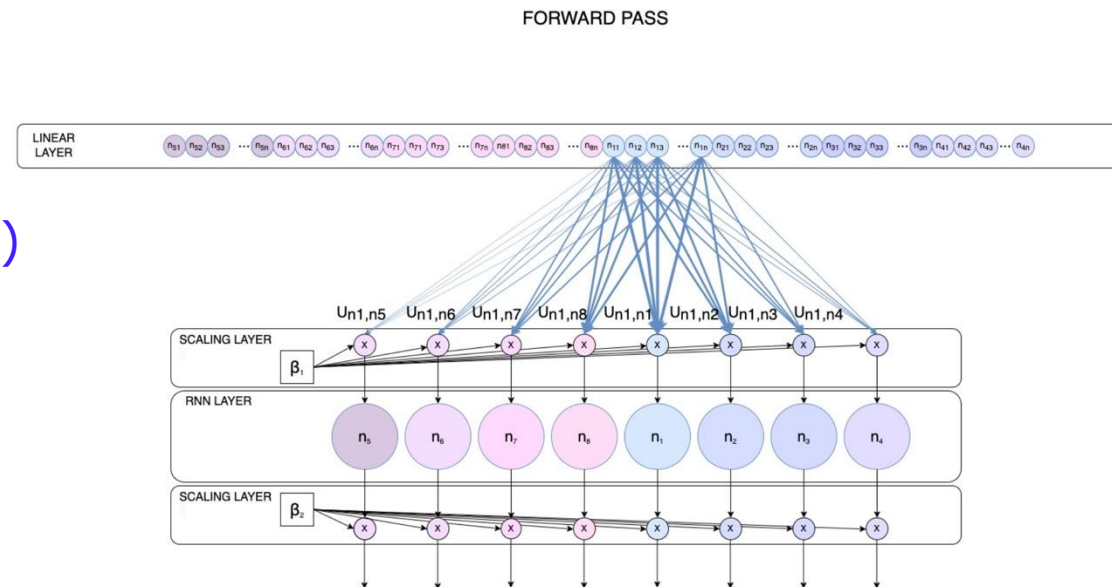 FORWARD PASS
LINEAR
LAYER
n51 n52 n53 ... n5n n61 n62 n63 ... n6n n71 n71 n73 ... n7n n81 n82 n83 ... n8n n11 n12 n13 ... n1n n21 n22 n23 ... n2n n31 n32 n33 ... n3n n41 n42 n43 ... n4n
)
Un1,n5 Un1,n6 Un1,n7 Un1,n8 Un1,n1 Un1,n2 Un1,n3 Un1,n4
SCALING LAYER
x x x x x x x x
β1
RNN LAYER
n5 n6 n7 n8 n1 n2 n3 n4
SCALING LAYER
β2
x x x x x x x x